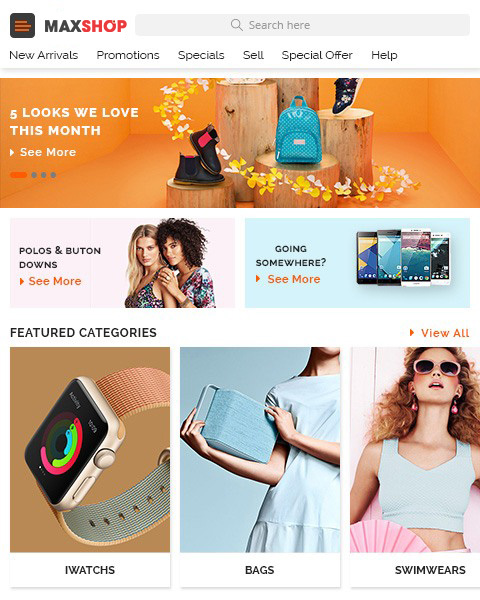 MAXSHOP
Search here
New Arrivals Promotions Specials Sell Special Offer Help
5 LOOKS WE LOVE
THIS MONTH
See More
POLOS & BUTON
DOWNS
See More
GOING
SOMEWHERE?
See More
FEATURED CATEGORIES
View All
IWATCHS
BAGS
SWIMWEARS